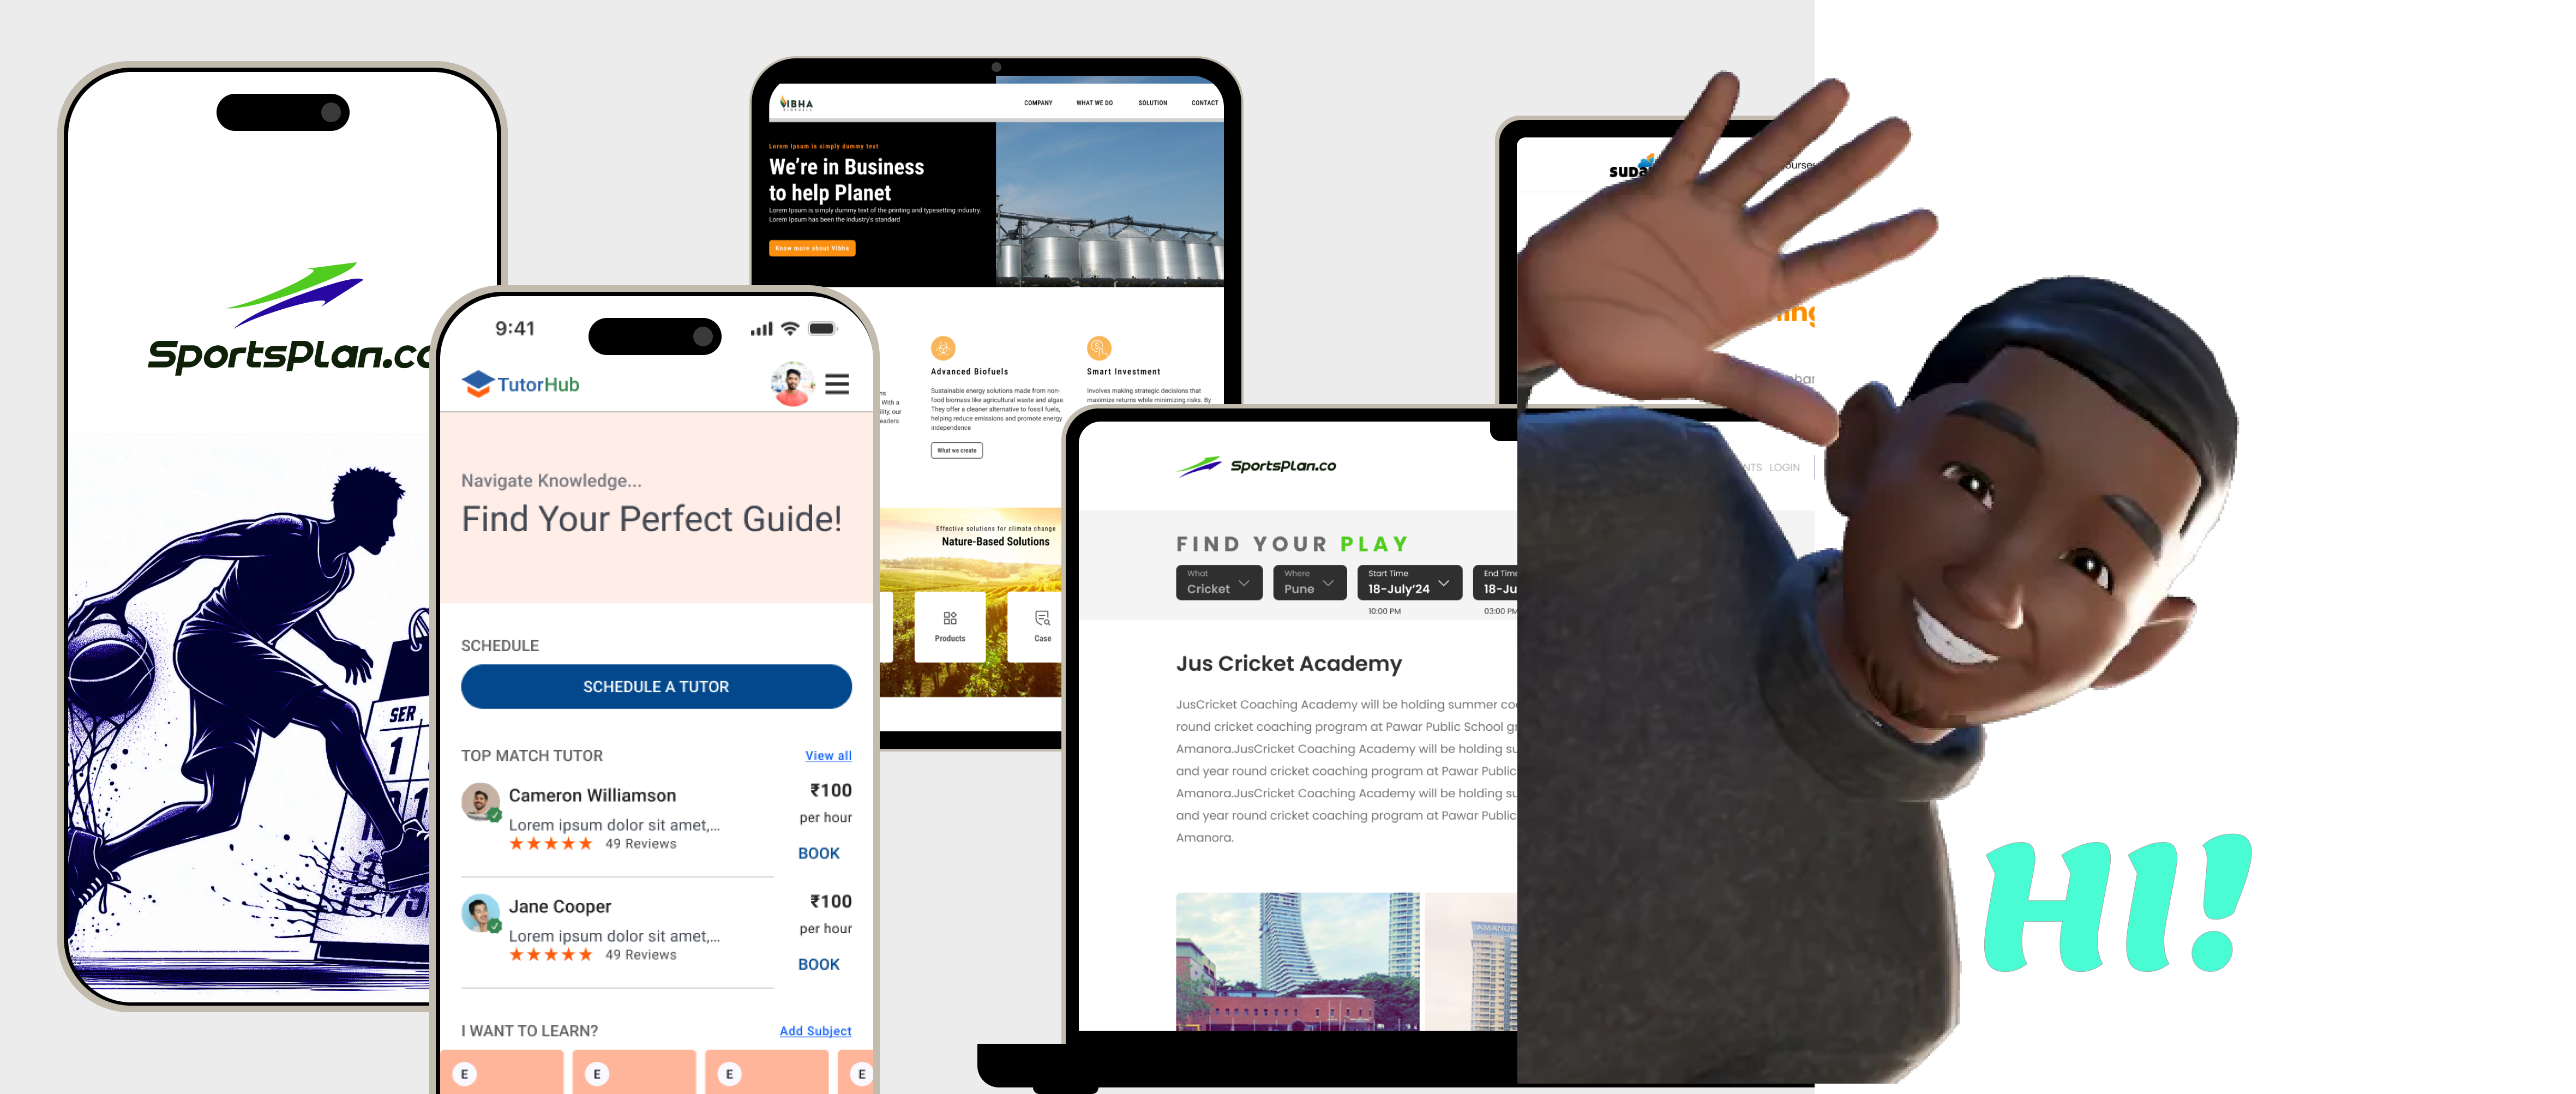 SportsPlan.co
SER
1
9:41
TutorHub
Navigate Knowledge...
Find Your Perfect Guide!
SCHEDULE
SCHEDULE A TUTOR
TOP MATCH TUTOR
View all
Cameron Williamson
₹100
Lorem ipsum dolor sit amet,...
per hour
49 Reviews
BOOK
Jane Cooper
₹100
Lorem ipsum dolor sit amet,...
per hour
49 Reviews
BOOK
I WANT TO LEARN?
Add Subject
E
E
E
E
VIBHA
BIOFUELS
COMPANY
WHAT WE DO
SOLUTION
CONTACT
Lorem Ipsum is simply dummy text
We're in Business
to help Planet
Lorem Ipsum is simply dummy text of the printing and typesetting industry.
Lorem Ipsum has been the industry's standard
Know more about Vibha
With a
our
Advanced Biofuels
Sustainable energy solutions made from non-
food biomass like agricultural waste and algae.
They offer a cleaner alternative to fossil fuels,
helping reduce emissions and promote energy
independence
What we create
Smart Investment
Involves making strategic decisions that
maximize returns while minimizing risks. By
Effective solutions for climate change
Nature-Based Solutions
Products
Case
SportsPlan.co
NTS LOGIN
FIND YOUR PLAY
What
Cricket
Where
Pune
Start Time
18-July'24
10:00 PM
End Time
18-Ju
03:00 PM
Jus Cricket Academy
JusCricket Coaching Academy will be holding summer coa
round cricket coaching program at Pawar Public School gr
Amanora.JusCricket Coaching Academy will be holding su
and year round cricket coaching program at Pawar Public
Amanora.JusCricket Coaching Academy will be holding su
and year round cricket coaching program at Pawar Public
Amanora.
AMANOR
SUDA
ourse
ning
HI!